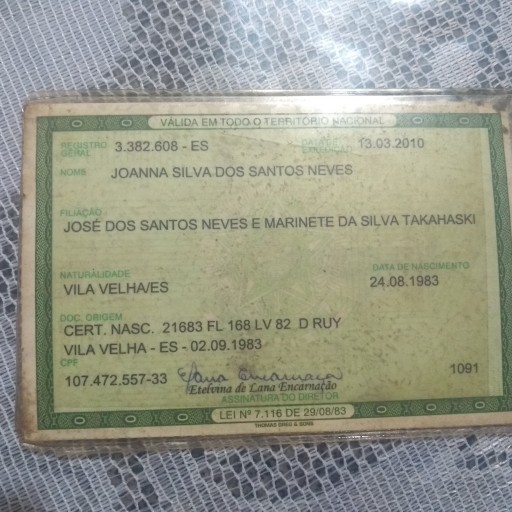 VÁLIDA EM TODO O TERRITÓRIO NACIONAL
REGISTRO GERAL 3.382.608 - ES 13.03.2010
NOME JOANNA SILVA DOS SANTOS NEVES
FILIAÇÃO
JOSÉ DOS SANTOS NEVES E MARINETE DA SILVA TAKAHASKI
NATURALIDADE DATA DE NASCIMENTO
VILA VELHA/ES 24.08.1983
DOC. ORIGEM
CERT. NASC. 21683 FL 168 LV 82 D RUY
VILA VELHA - ES - 02.09.1983
CPF
107.472.557-33 1091
Etelvina de Lana Encarnação
ASSINATURA DO DIRETOR
LEI Nº 7.116 DE 29/08/83
THOMAS GREG & SONS